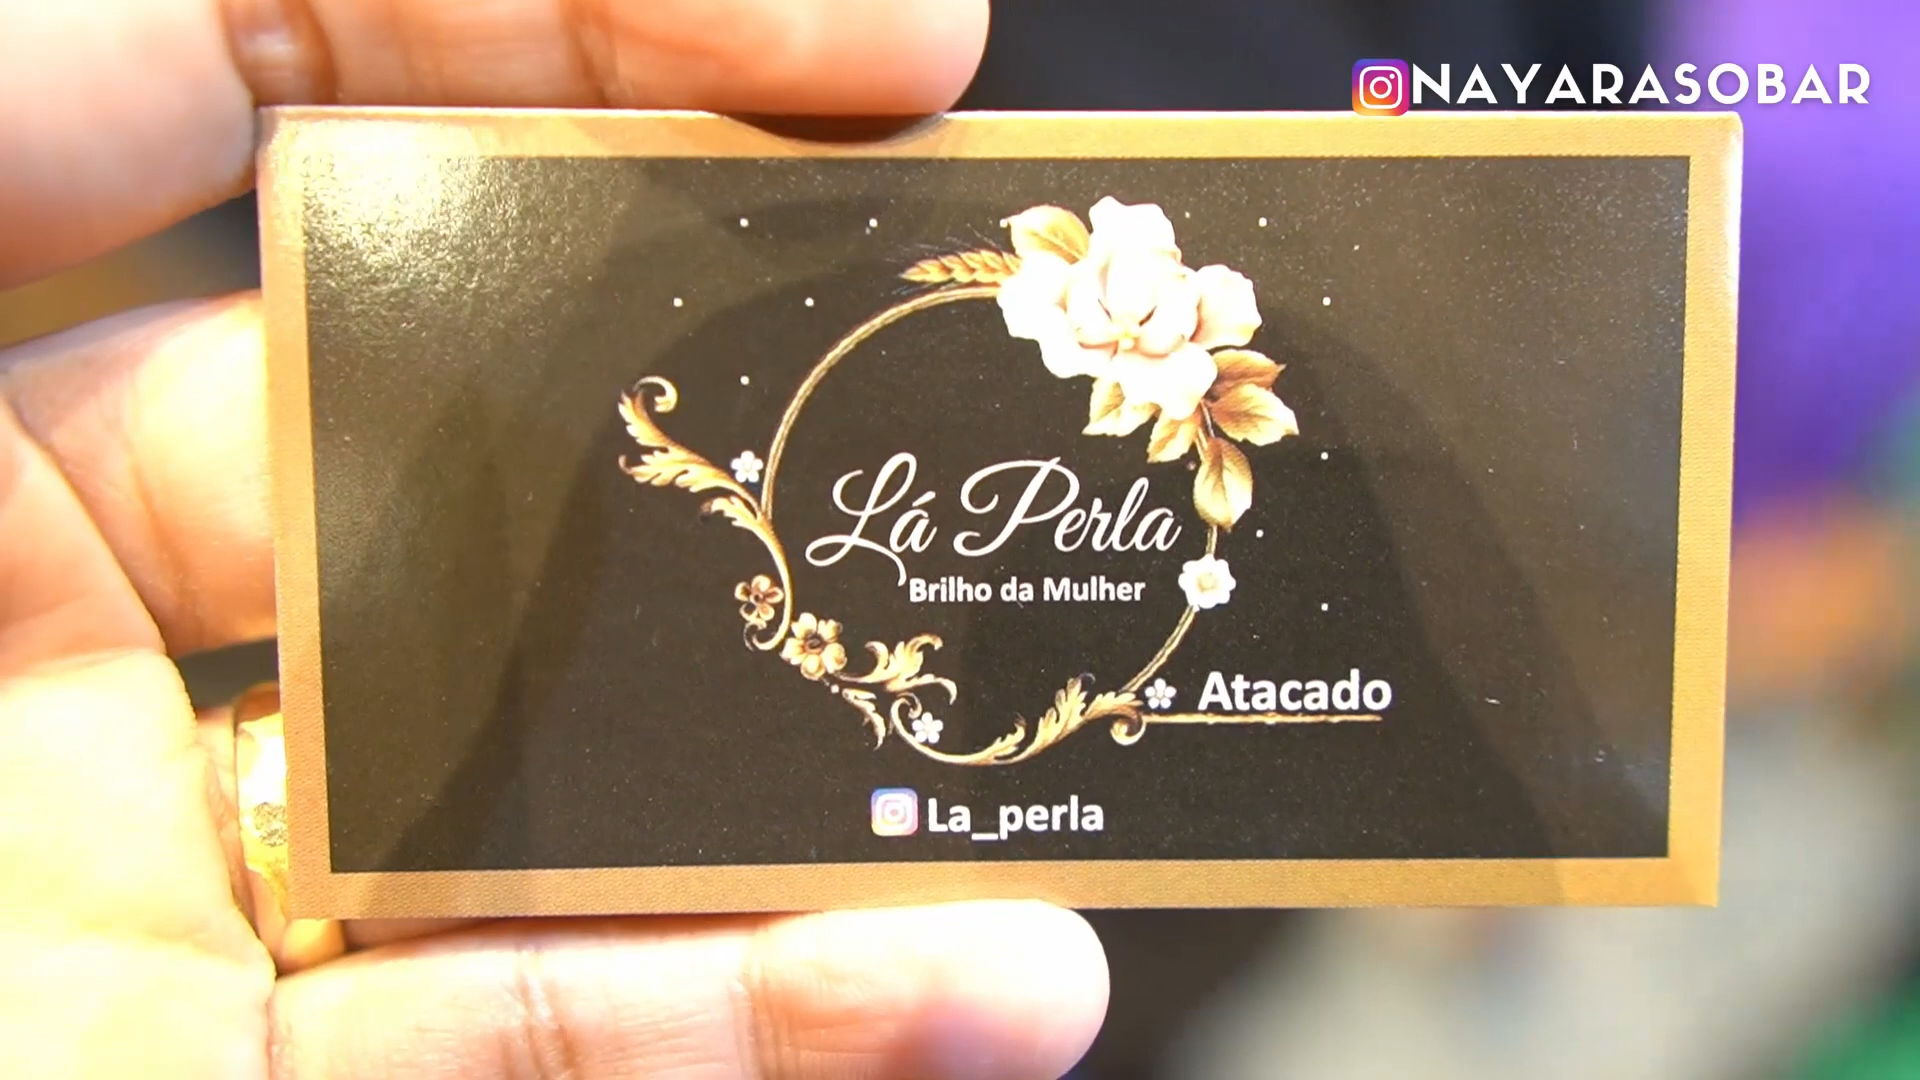 NAYARASOBAR
Lá Perla
Brilho da Mulher
Atacado
La_perla